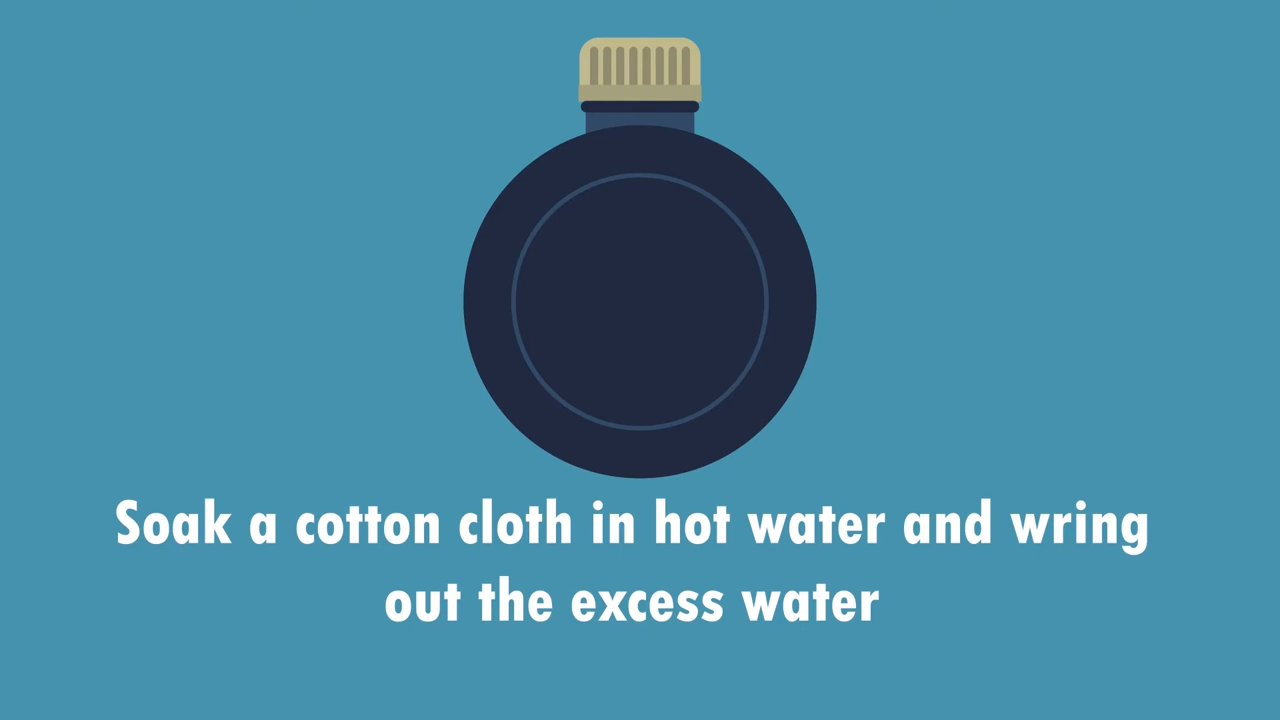 Soak a cotton cloth in hot water and wring
out the excess water